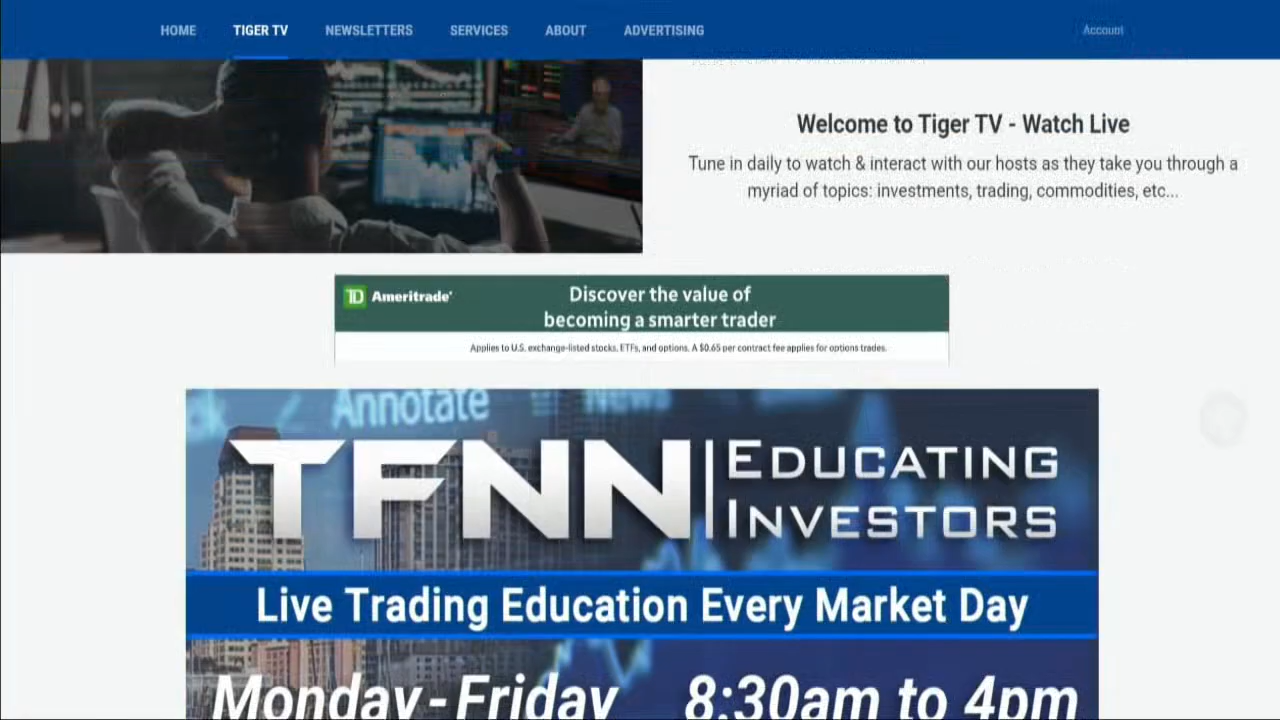 HOME TIGER TV NEWSLETTERS SERVICES ABOUT ADVERTISING Account
Welcome to Tiger TV - Watch Live
Tune in daily to watch & interact with our hosts as they take you through a
myriad of topics: investments, trading, commodities, etc...
TD Ameritrade
Discover the value of
becoming a smarter trader
Applies to U.S. exchange-listed stocks, ETFs, and options. A $0.65 per contract fee applies for options trades.
Annotate News
TFNN EDUCATING
INVESTORS
Live Trading Education Every Market Day
Monday - Friday 8:30am to 4pm